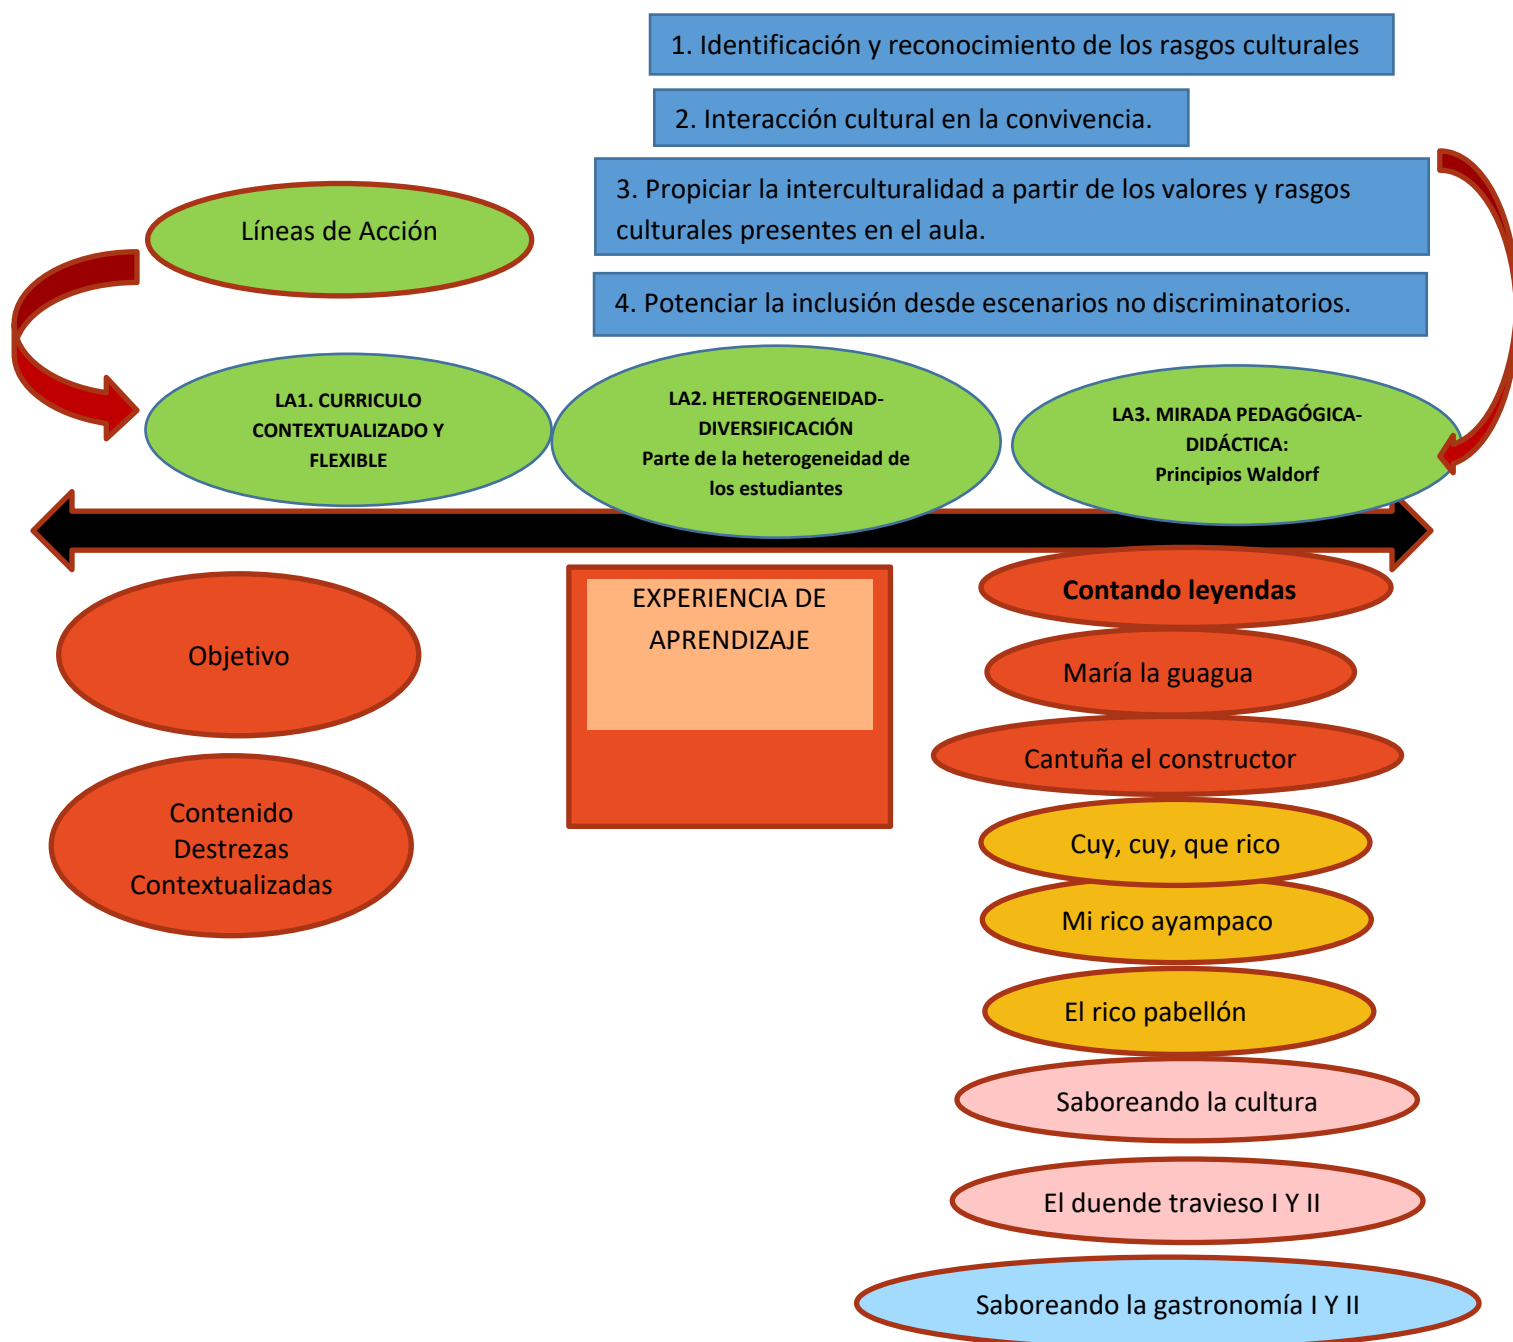 1. Identificación y reconocimiento de los rasgos culturales
2. Interacción cultural en la convivencia.
3. Propiciar la interculturalidad a partir de los valores y rasgos
culturales presentes en el aula.
4. Potenciar la inclusión desde escenarios no discriminatorios.
Líneas de Acción
LA1. CURRICULO
CONTEXTUALIZADO Y
FLEXIBLE
LA2. HETEROGENEIDAD-
DIVERSIFICACIÓN
Parte de la heterogeneidad de
los estudiantes
LA3. MIRADA PEDAGÓGICA-
DIDÁCTICA:
Principios Waldorf
Objetivo
Contenido
Destrezas
Contextualizadas
EXPERIENCIA DE
APRENDIZAJE
Contando leyendas
María la guagua
Cantuña el constructor
Cuy, cuy, que rico
Mi rico ayampaco
El rico pabellón
Saboreando la cultura
El duende travieso I Y II
Saboreando la gastronomía I Y II